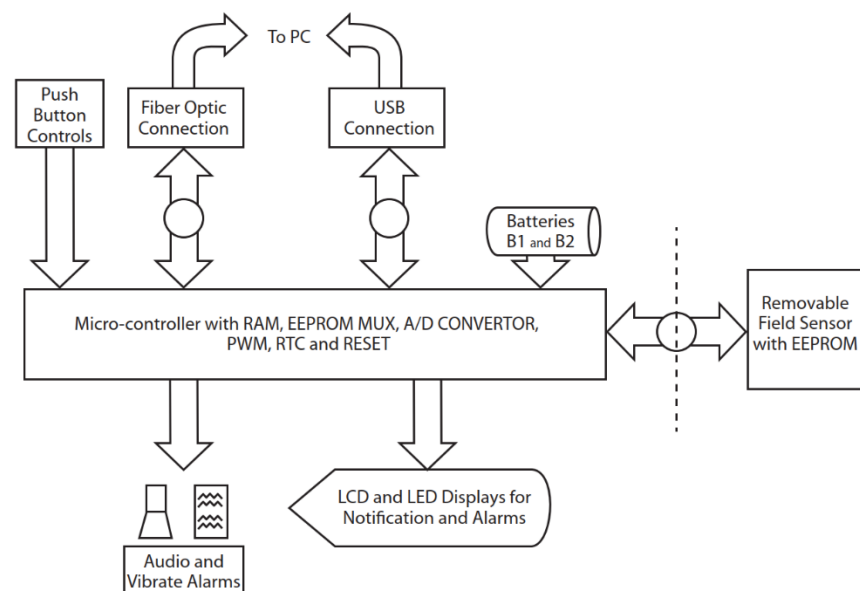 To PC
Push
Button
Controls
Fiber Optic
Connection
USB
Connection
Batteries
B1 and B2
Micro-controller with RAM, EEPROM MUX, A/D CONVERTOR,
PWM, RTC and RESET
Removable
Field Sensor
with EEPROM
LCD and LED Displays for
Notification and Alarms
Audio and
Vibrate Alarms